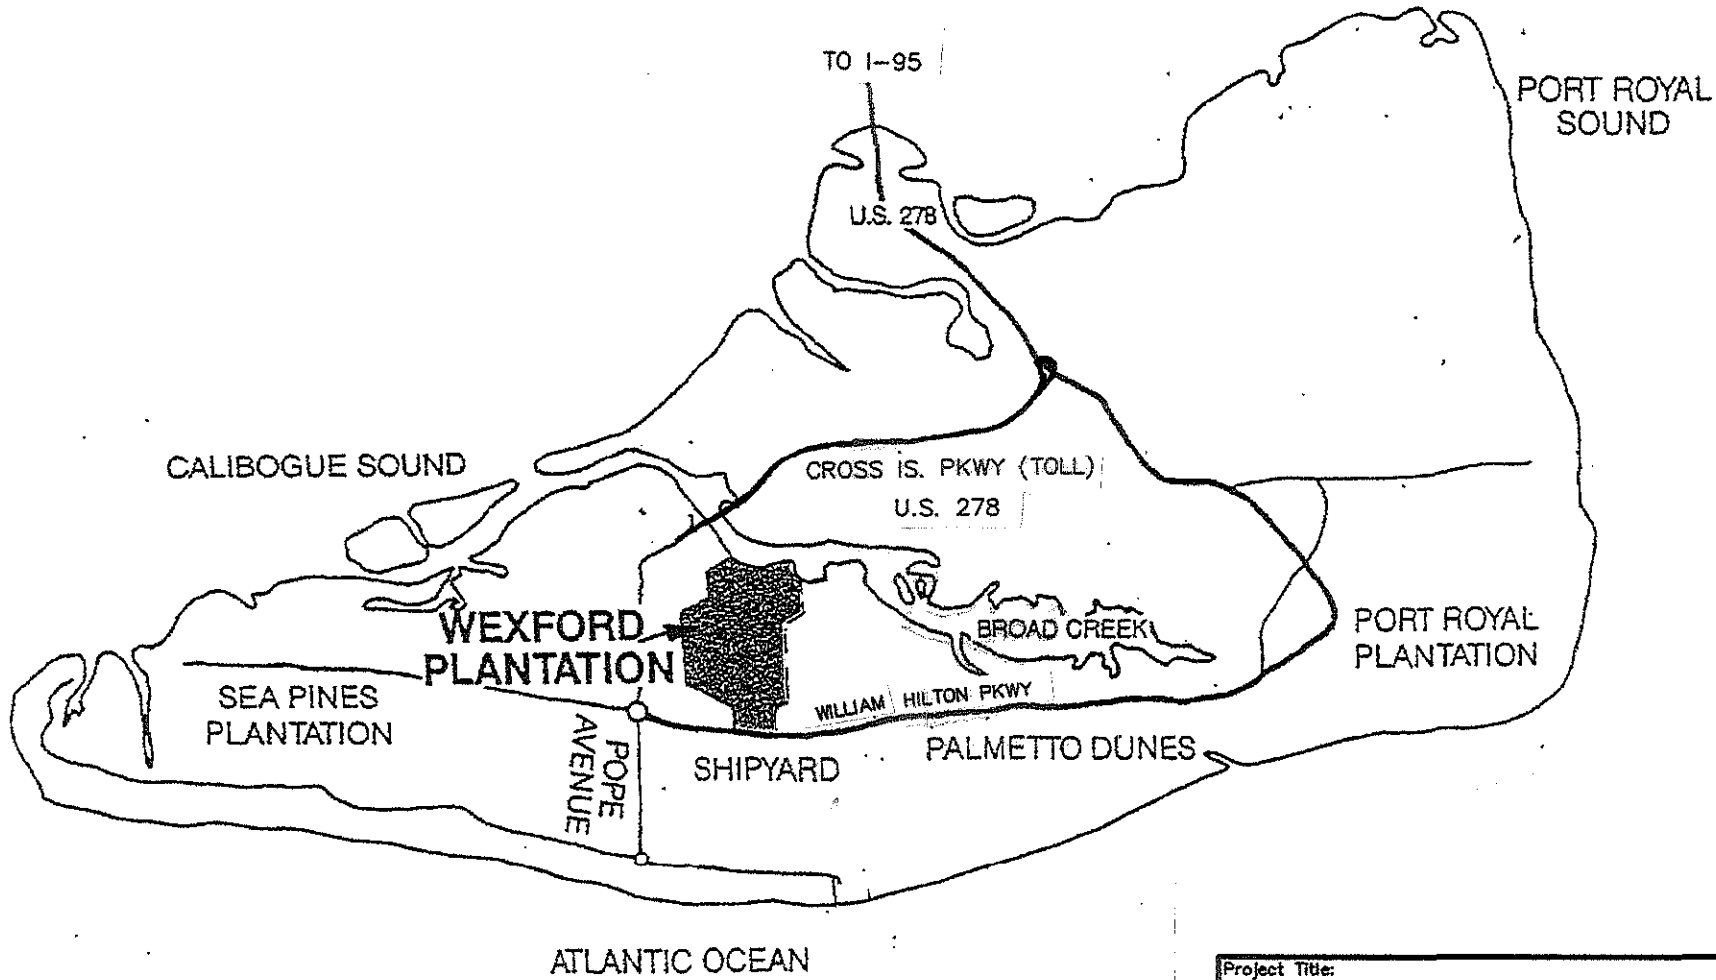 TO I-95
PORT ROYAL
SOUND
U.S. 278
CALIBOGUE SOUND
CROSS IS. PKWY (TOLL)
U.S. 278
WEXFORD
PLANTATION
BROAD CREEK
PORT ROYAL
PLANTATION
SEA PINES
PLANTATION
WILLIAM HILTON PKWY
POPE
AVENUE
SHIPYARD
PALMETTO DUNES
ATLANTIC OCEAN
Project Title: